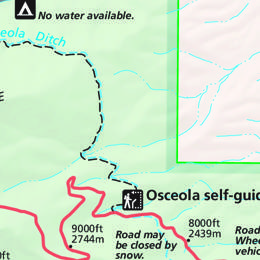 No water available.
eola Ditch
Osceola self-guid
9000ft
2744m
8000ft
2439m
Road may
be closed by
snow.
Road
Whee
vehic
0ft